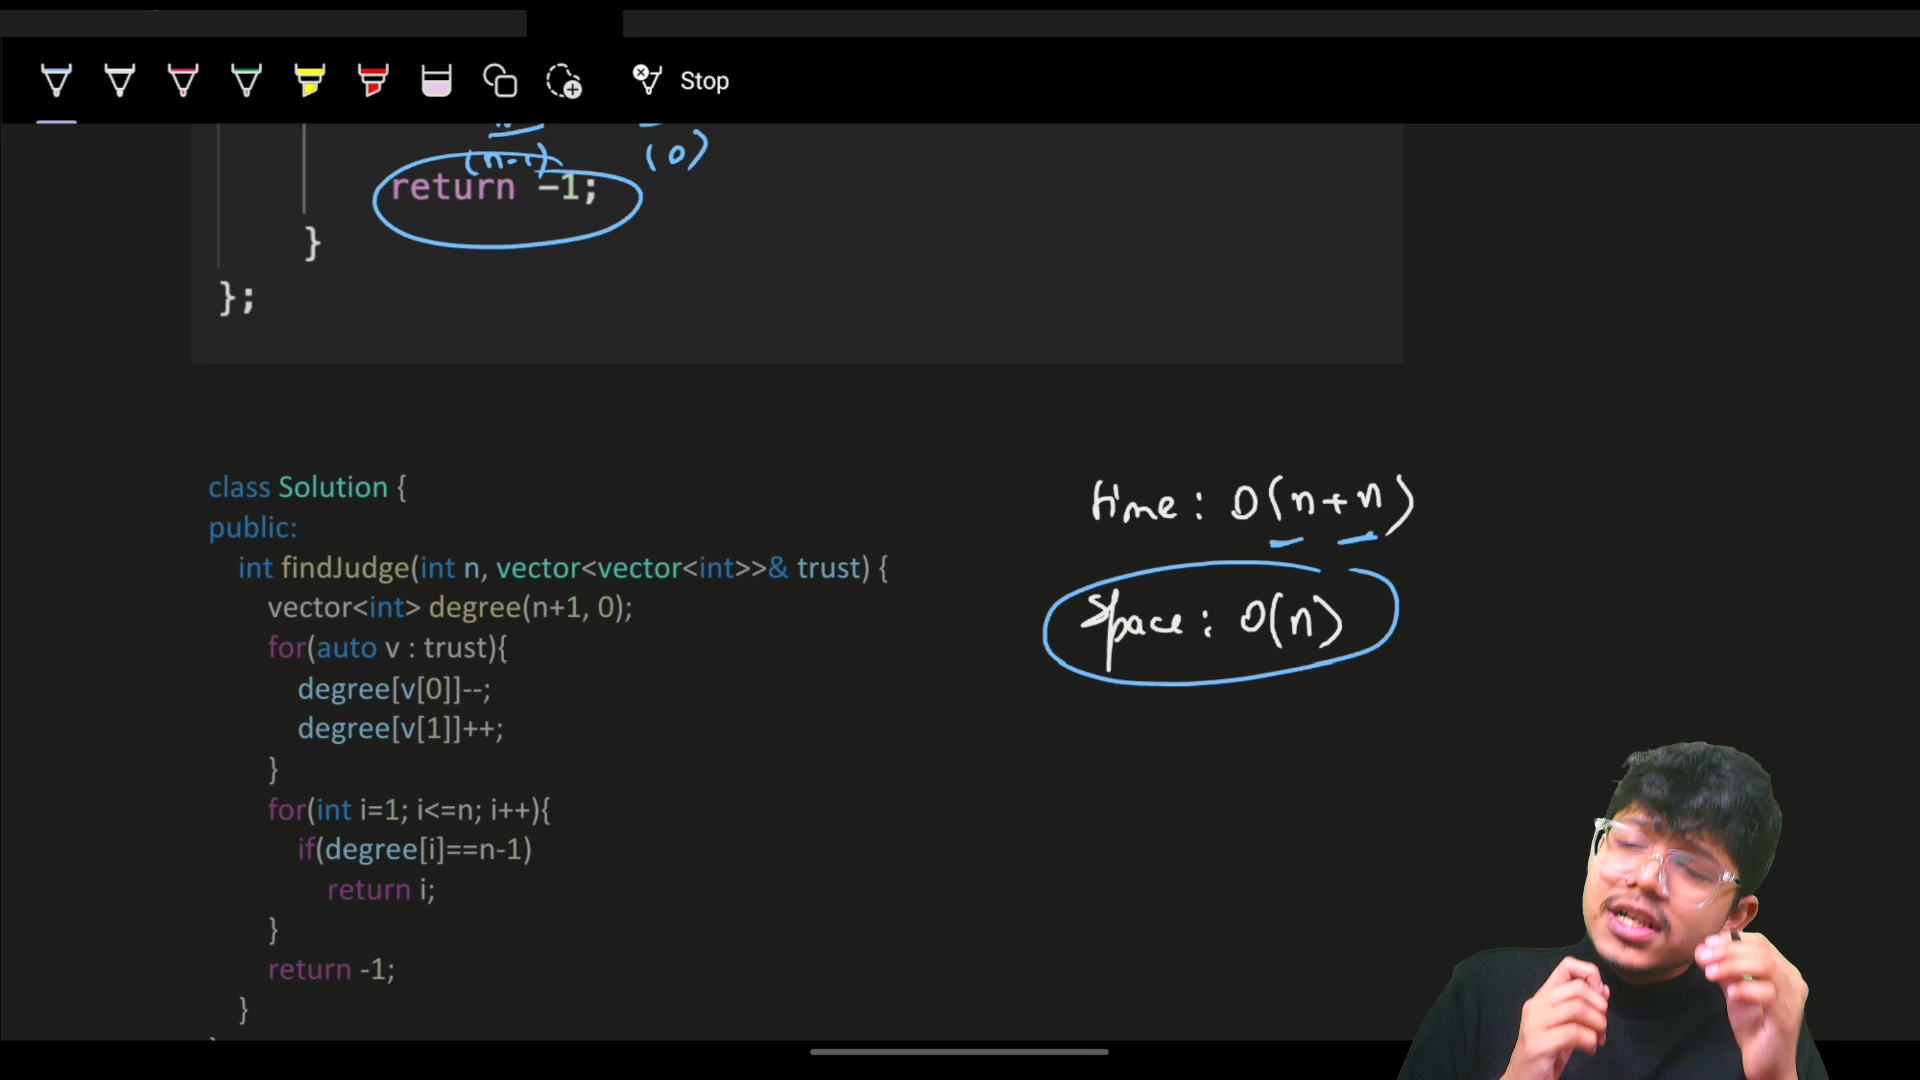 Stop
(n-1) (0)
return -1;
}
};
class Solution {
public:
int findJudge(int n, vector<vector<int>>& trust) {
vector<int> degree(n+1, 0);
for(auto v : trust){
degree[v[0]]--;
degree[v[1]]++;
}
for(int i=1; i<=n; i++){
if(degree[i]==n-1)
return i;
}
return -1;
}
time : O(n+n)
Space : O(n)